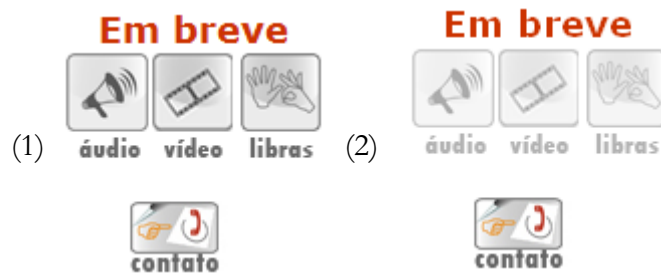 Em breve Em breve
(1) áudio vídeo libras (2) áudio vídeo libras
contato contato